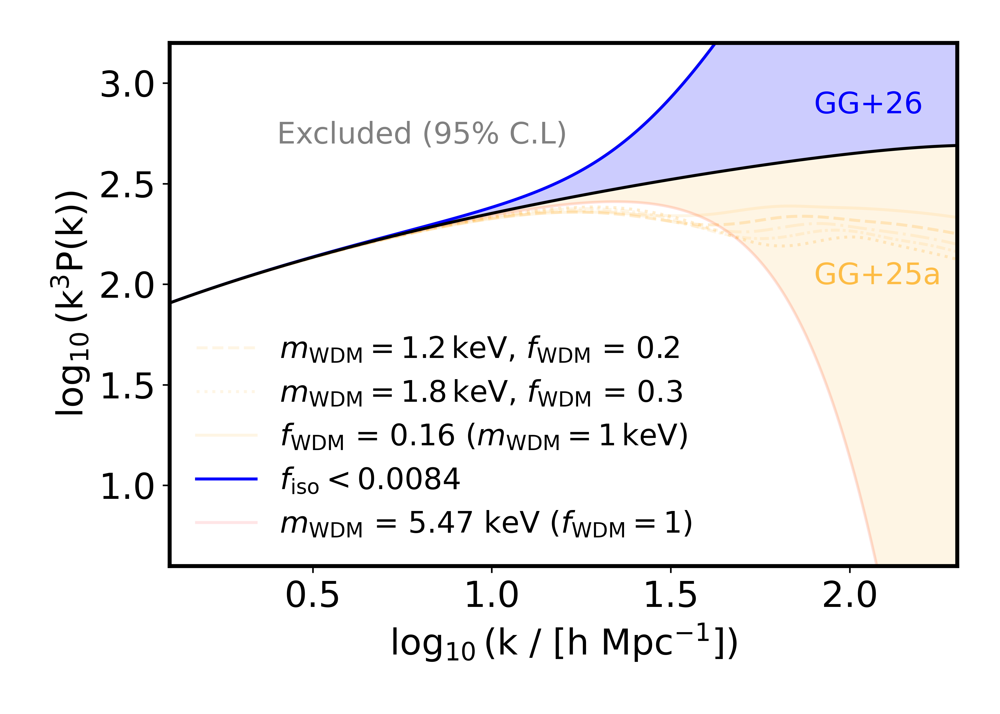 3.0
2.5
2.0
1.5
1.0
log₁₀(k³P(k))
Excluded (95% C.L)
GG+26
GG+25a
m_WDM = 1.2 keV, f_WDM = 0.2
m_WDM = 1.8 keV, f_WDM = 0.3
f_WDM = 0.16 (m_WDM = 1 keV)
f_iso < 0.0084
m_WDM = 5.47 keV (f_WDM = 1)
0.5 1.0 1.5 2.0
log₁₀(k / [h Mpc⁻¹])